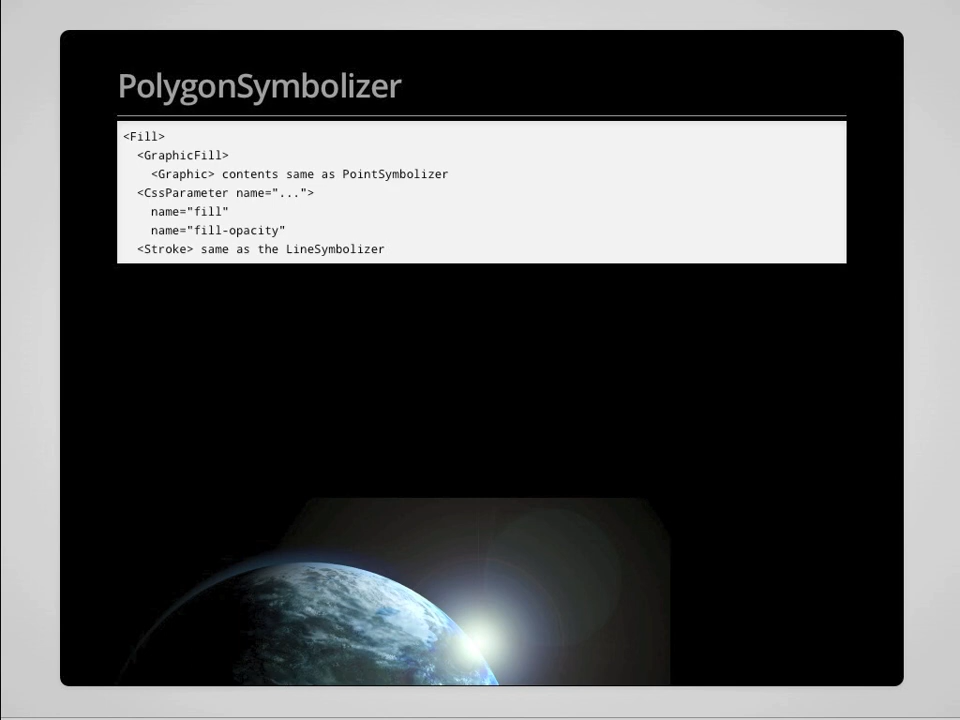 PolygonSymbolizer
<Fill>
  <GraphicFill>
    <Graphic> contents same as PointSymbolizer
  <CssParameter name="...">
    name="fill"
    name="fill-opacity"
  <Stroke> same as the LineSymbolizer